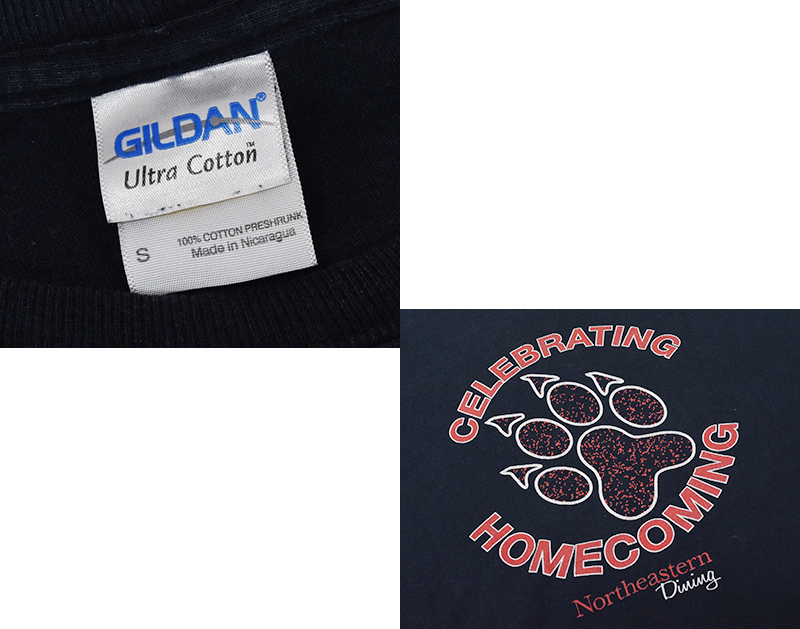 GILDAN®
Ultra Cotton™
S
100% COTTON PRESHRUNK
Made in Nicaragua
CELEBRATING
HOMECOMING
Northeastern
Dining